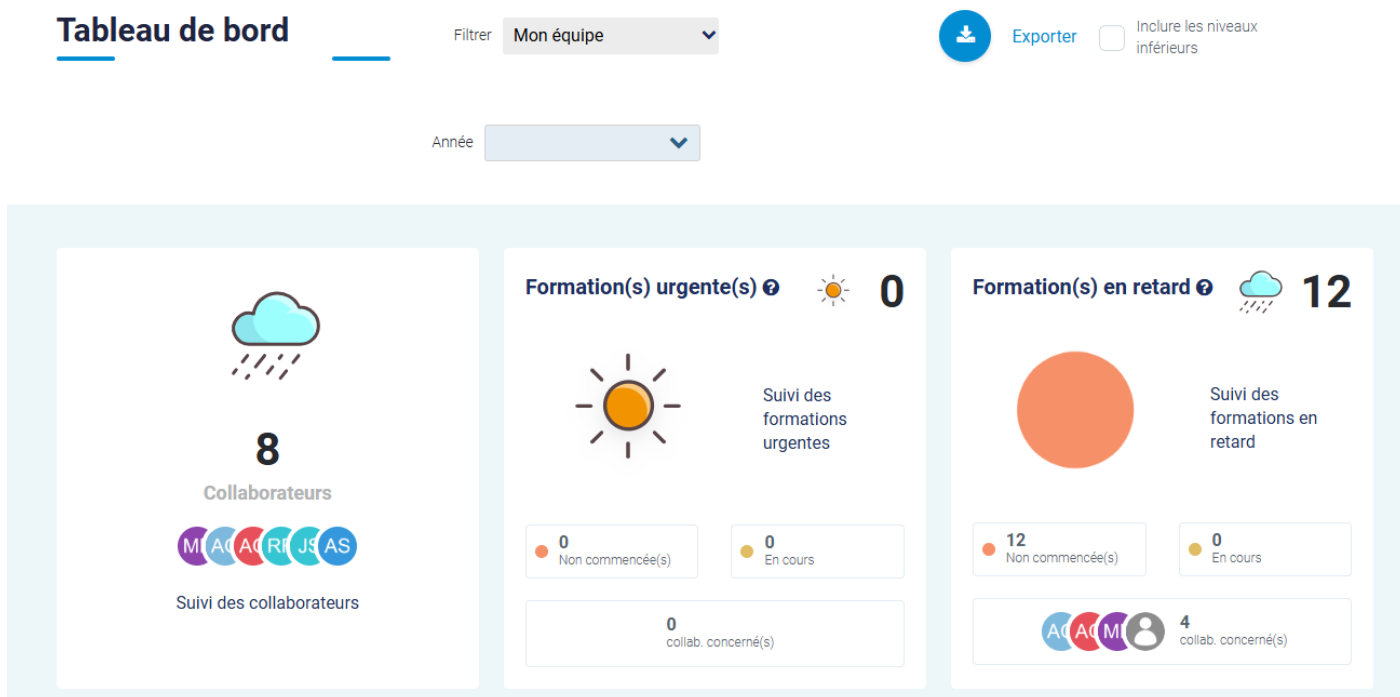 Tableau de bord
Filtrer
Mon équipe
Exporter
Inclure les niveaux
inférieurs
Année
8
Collaborateurs
AS
Suivi des collaborateurs
Formation(s) urgente(s) ?
0
Suivi des
formations
urgentes
0
Non commencée(s)
0
En cours
0
collab. concerné(s)
Formation(s) en retard ?
12
Suivi des
formations en
retard
12
Non commencée(s)
0
En cours
4
collab. concerné(s)